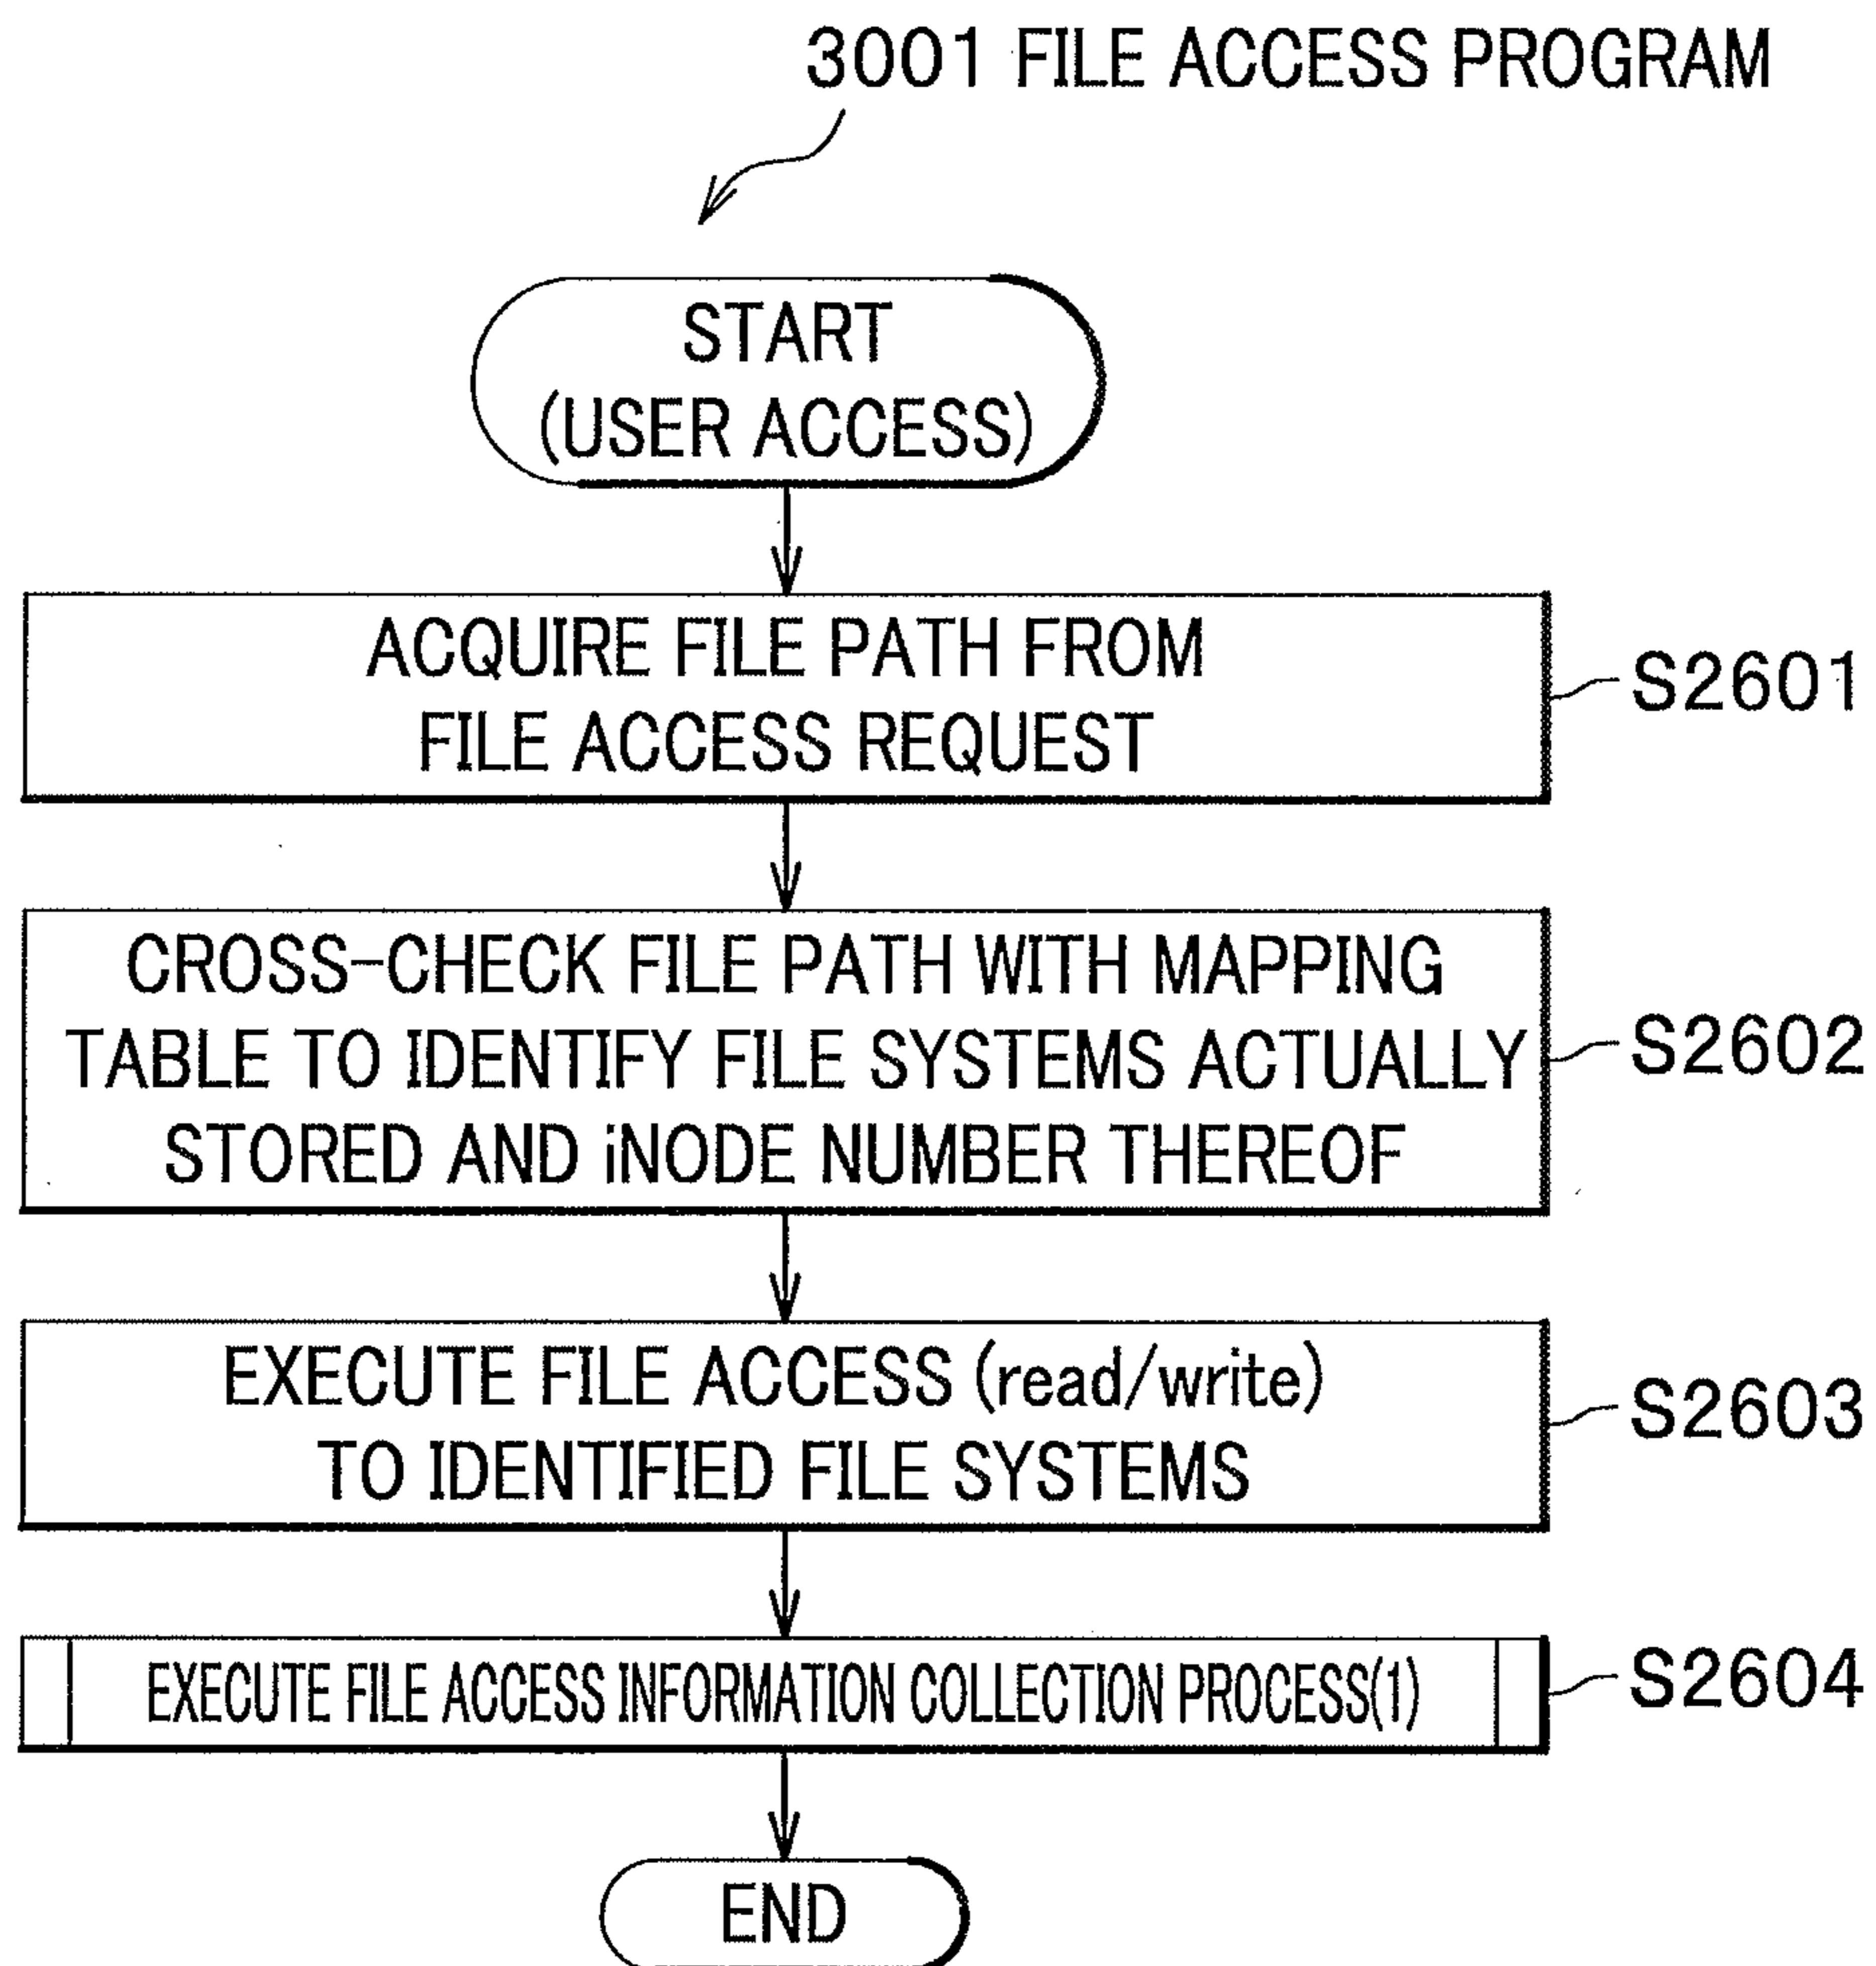 3001 FILE ACCESS PROGRAM
START
(USER ACCESS)
ACQUIRE FILE PATH FROM
FILE ACCESS REQUEST
S2601
CROSS-CHECK FILE PATH WITH MAPPING
TABLE TO IDENTIFY FILE SYSTEMS ACTUALLY
STORED AND iNODE NUMBER THEREOF
S2602
EXECUTE FILE ACCESS (read/write)
TO IDENTIFIED FILE SYSTEMS
S2603
EXECUTE FILE ACCESS INFORMATION COLLECTION PROCESS(1)
S2604
END